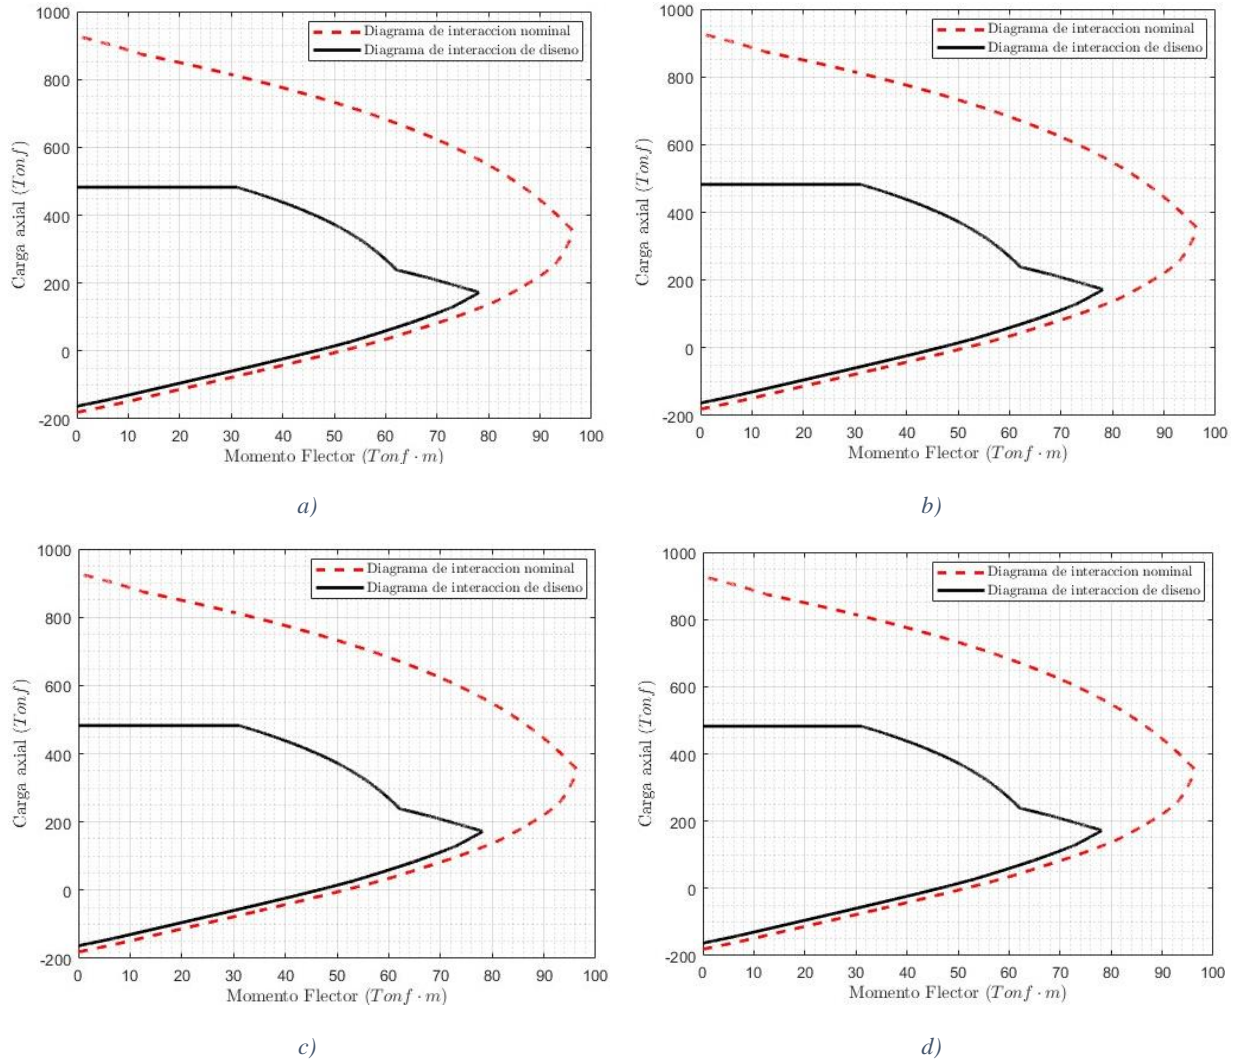 1000
800
600
400
200
0
-200
Carga axial (Tonf)
Diagrama de interaccion nominal
Diagrama de interaccion de diseno
0 10 20 30 40 50 60 70 80 90 100
Momento Flector (Tonf · m)
a)
1000
800
600
400
200
0
-200
Carga axial (Tonf)
Diagrama de interaccion nominal
Diagrama de interaccion de diseno
0 10 20 30 40 50 60 70 80 90 100
Momento Flector (Tonf · m)
b)
1000
800
600
400
200
0
-200
Carga axial (Tonf)
Diagrama de interaccion nominal
Diagrama de interaccion de diseno
0 10 20 30 40 50 60 70 80 90 100
Momento Flector (Tonf · m)
c)
1000
800
600
400
200
0
-200
Carga axial (Tonf)
Diagrama de interaccion nominal
Diagrama de interaccion de diseno
0 10 20 30 40 50 60 70 80 90 100
Momento Flector (Tonf · m)
d)